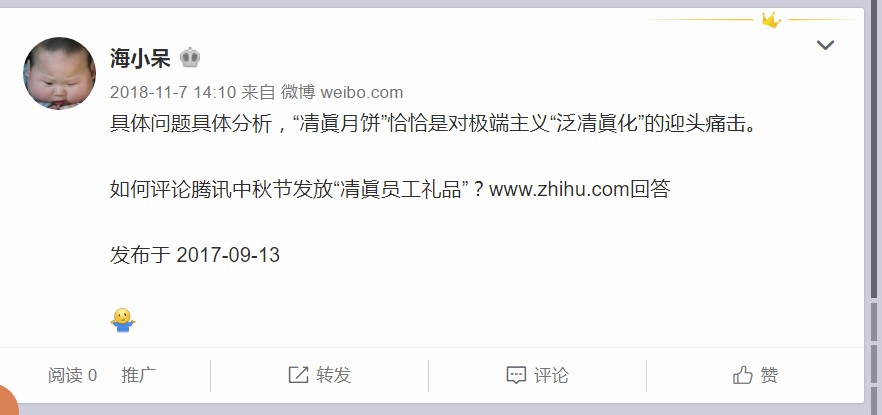 海小呆
2018-11-7 14:10 来自 微博 weibo.com
具体问题具体分析，“凊眞月饼”恰恰是对极端主义“泛凊眞化”的迎头痛击。
如何评论腾讯中秋节发放“凊眞员工礼品”？www.zhihu.com回答
发布于 2017-09-13
阅读 0 推广 转发 评论 赞